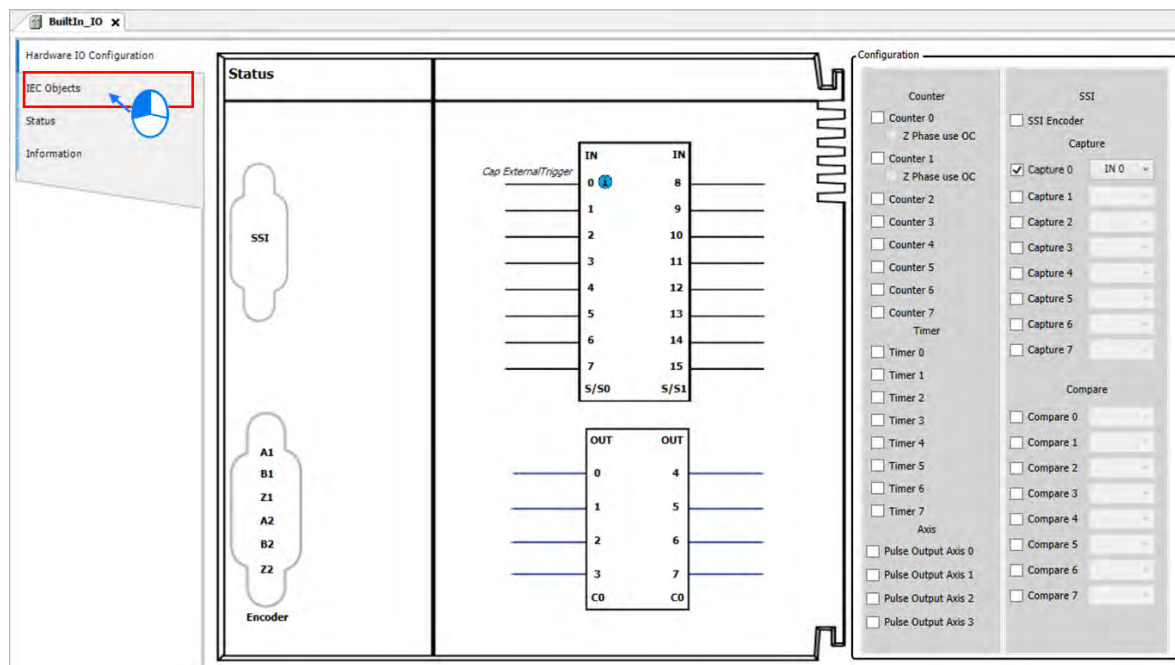 BuiltIn_IO x
Hardware IO Configuration
IEC Objects
Status
Information
Status
SSI
A1
B1
Z1
A2
B2
Z2
Encoder
Cap ExternalTrigger
IN IN
0 8
1 9
2 10
3 11
4 12
5 13
6 14
7 15
S/S0 S/S1
OUT OUT
0 4
1 5
2 6
3 7
C0 C0
Configuration
Counter
Counter 0
Z Phase use OC
Counter 1
Z Phase use OC
Counter 2
Counter 3
Counter 4
Counter 5
Counter 6
Counter 7
Timer
Timer 0
Timer 1
Timer 2
Timer 3
Timer 4
Timer 5
Timer 6
Timer 7
Axis
Pulse Output Axis 0
Pulse Output Axis 1
Pulse Output Axis 2
Pulse Output Axis 3
SSI
SSI Encoder
Capture
Capture 0 IN 0
Capture 1
Capture 2
Capture 3
Capture 4
Capture 5
Capture 6
Capture 7
Compare
Compare 0
Compare 1
Compare 2
Compare 3
Compare 4
Compare 5
Compare 6
Compare 7